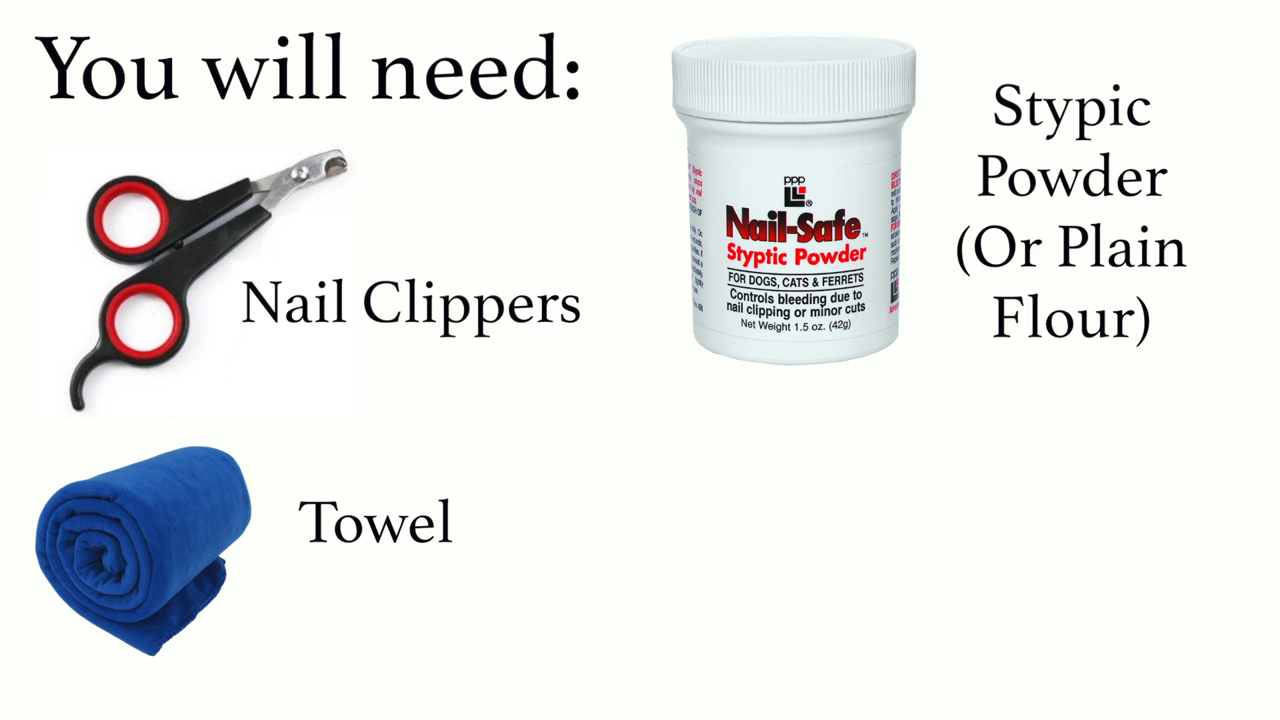 You will need:
Nail Clippers
Towel
ppp
Nail-Safe™
Styptic Powder
FOR DOGS, CATS & FERRETS
Controls bleeding due to
nail clipping or minor cuts
Net Weight 1.5 oz. (42g)
Stypic
Powder
(Or Plain
Flour)